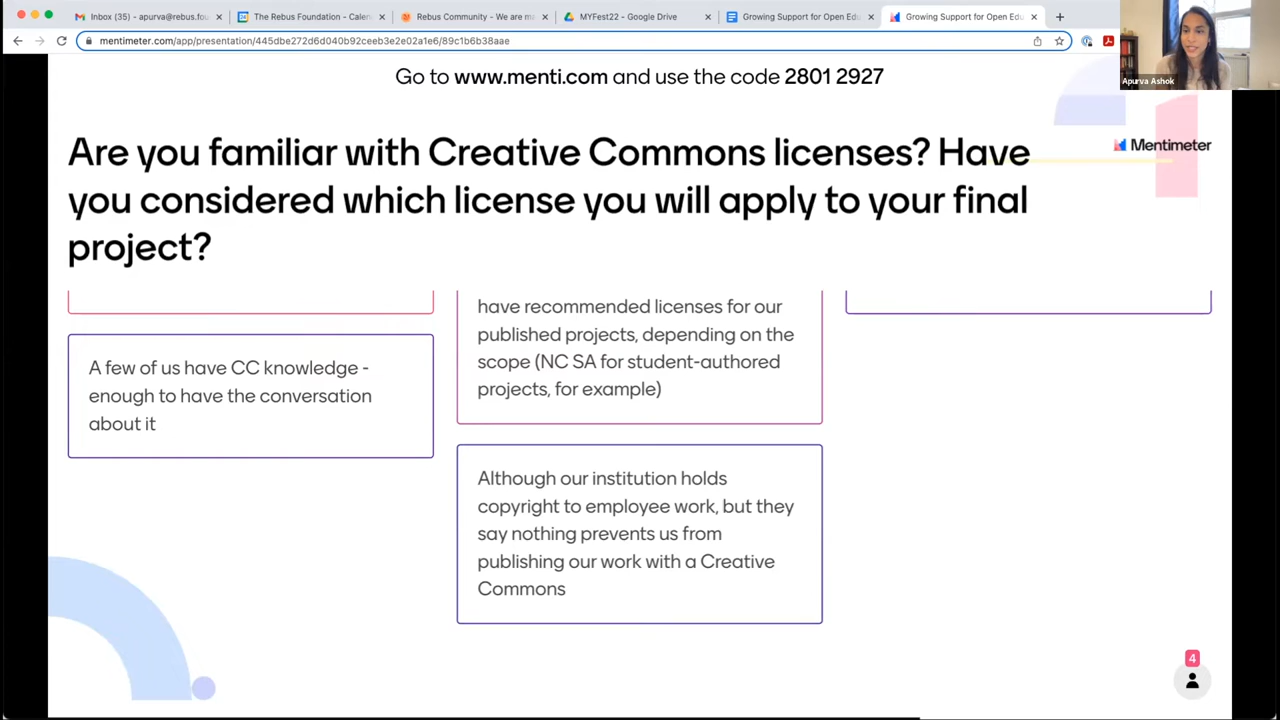 Inbox (35) - apurva@rebus.fou
The Rebus Foundation - Calen
Rebus Community - We are ma
MYFest22 - Google Drive
Growing Support for Open Edu
Growing Support for Open Edu
mentimeter.com/app/presentation/445dbe272d6d040b92ceeb3e2e02a1e6/89c1b6b38aae
Apurva Ashok
Go to www.menti.com and use the code 2801 2927
Mentimeter
Are you familiar with Creative Commons licenses? Have
you considered which license you will apply to your final
project?
A few of us have CC knowledge -
enough to have the conversation
about it
have recommended licenses for our
published projects, depending on the
scope (NC SA for student-authored
projects, for example)
Although our institution holds
copyright to employee work, but they
say nothing prevents us from
publishing our work with a Creative
Commons
4